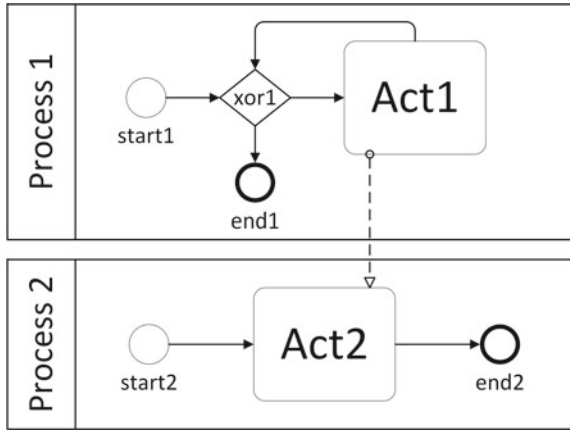 Process 1
start1
xor1
Act1
end1
Process 2
start2
Act2
end2